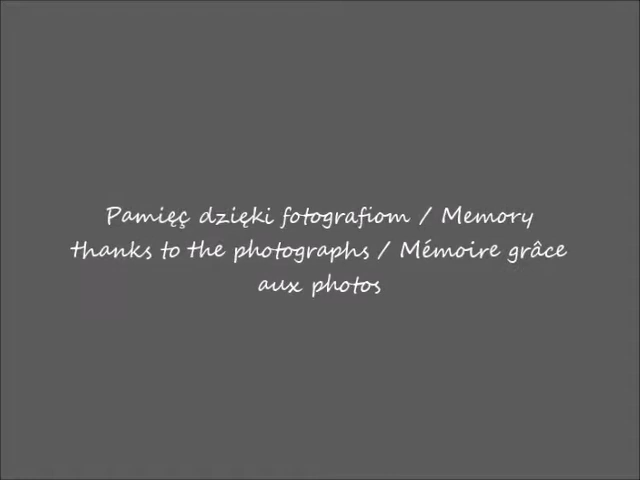 Pamięç dzięki fotografiom / Memory
thanks to the photographs / Mémoire grâce
aux photos